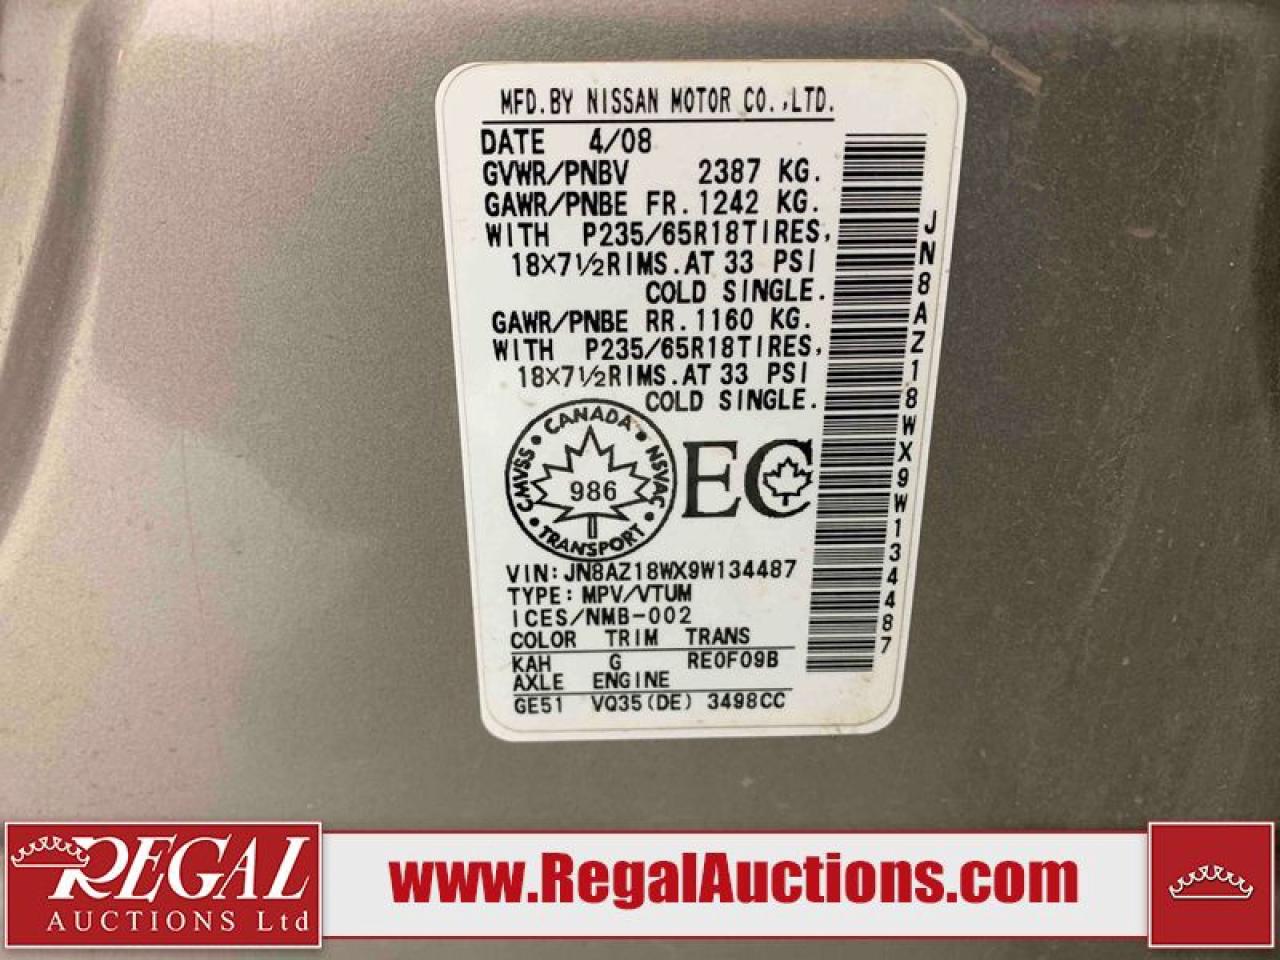 MFD.BY NISSAN MOTOR CO.,LTD.
DATE 4/08
GVWR/PNBV 2387 KG.
GAWR/PNBE FR.1242 KG.
WITH P235/65R18TIRES,
18×7½RIMS.AT 33 PSI
COLD SINGLE.
GAWR/PNBE RR.1160 KG.
WITH P235/65R18TIRES,
18×7½RIMS.AT 33 PSI
COLD SINGLE.
CANADA • NSVAC • TRANSPORT • CMVSS •
986
EC
VIN:JN8AZ18WX9W134487
TYPE:MPV/VTUM
ICES/NMB-002
COLOR TRIM TRANS
KAH G RE0F09B
AXLE ENGINE
GE51 VQ35(DE) 3498CC
JN8AZ18WX9W134487
REGAL
AUCTIONS Ltd
www.RegalAuctions.com